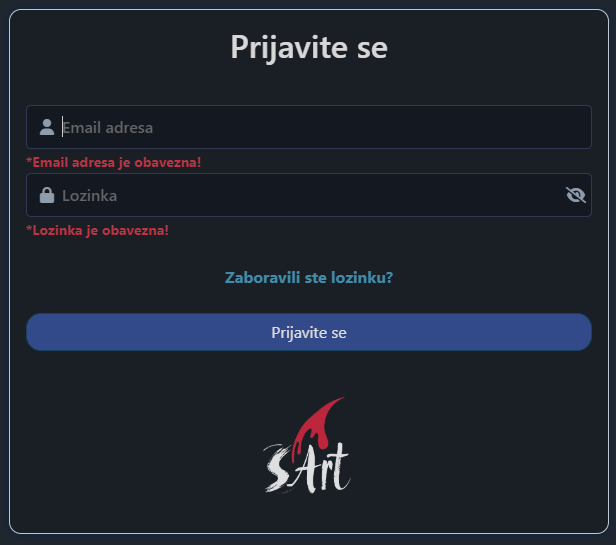 Prijavite se
Email adresa
*Email adresa je obavezna!
Lozinka
*Lozinka je obavezna!
Zaboravili ste lozinku?
Prijavite se
SArt